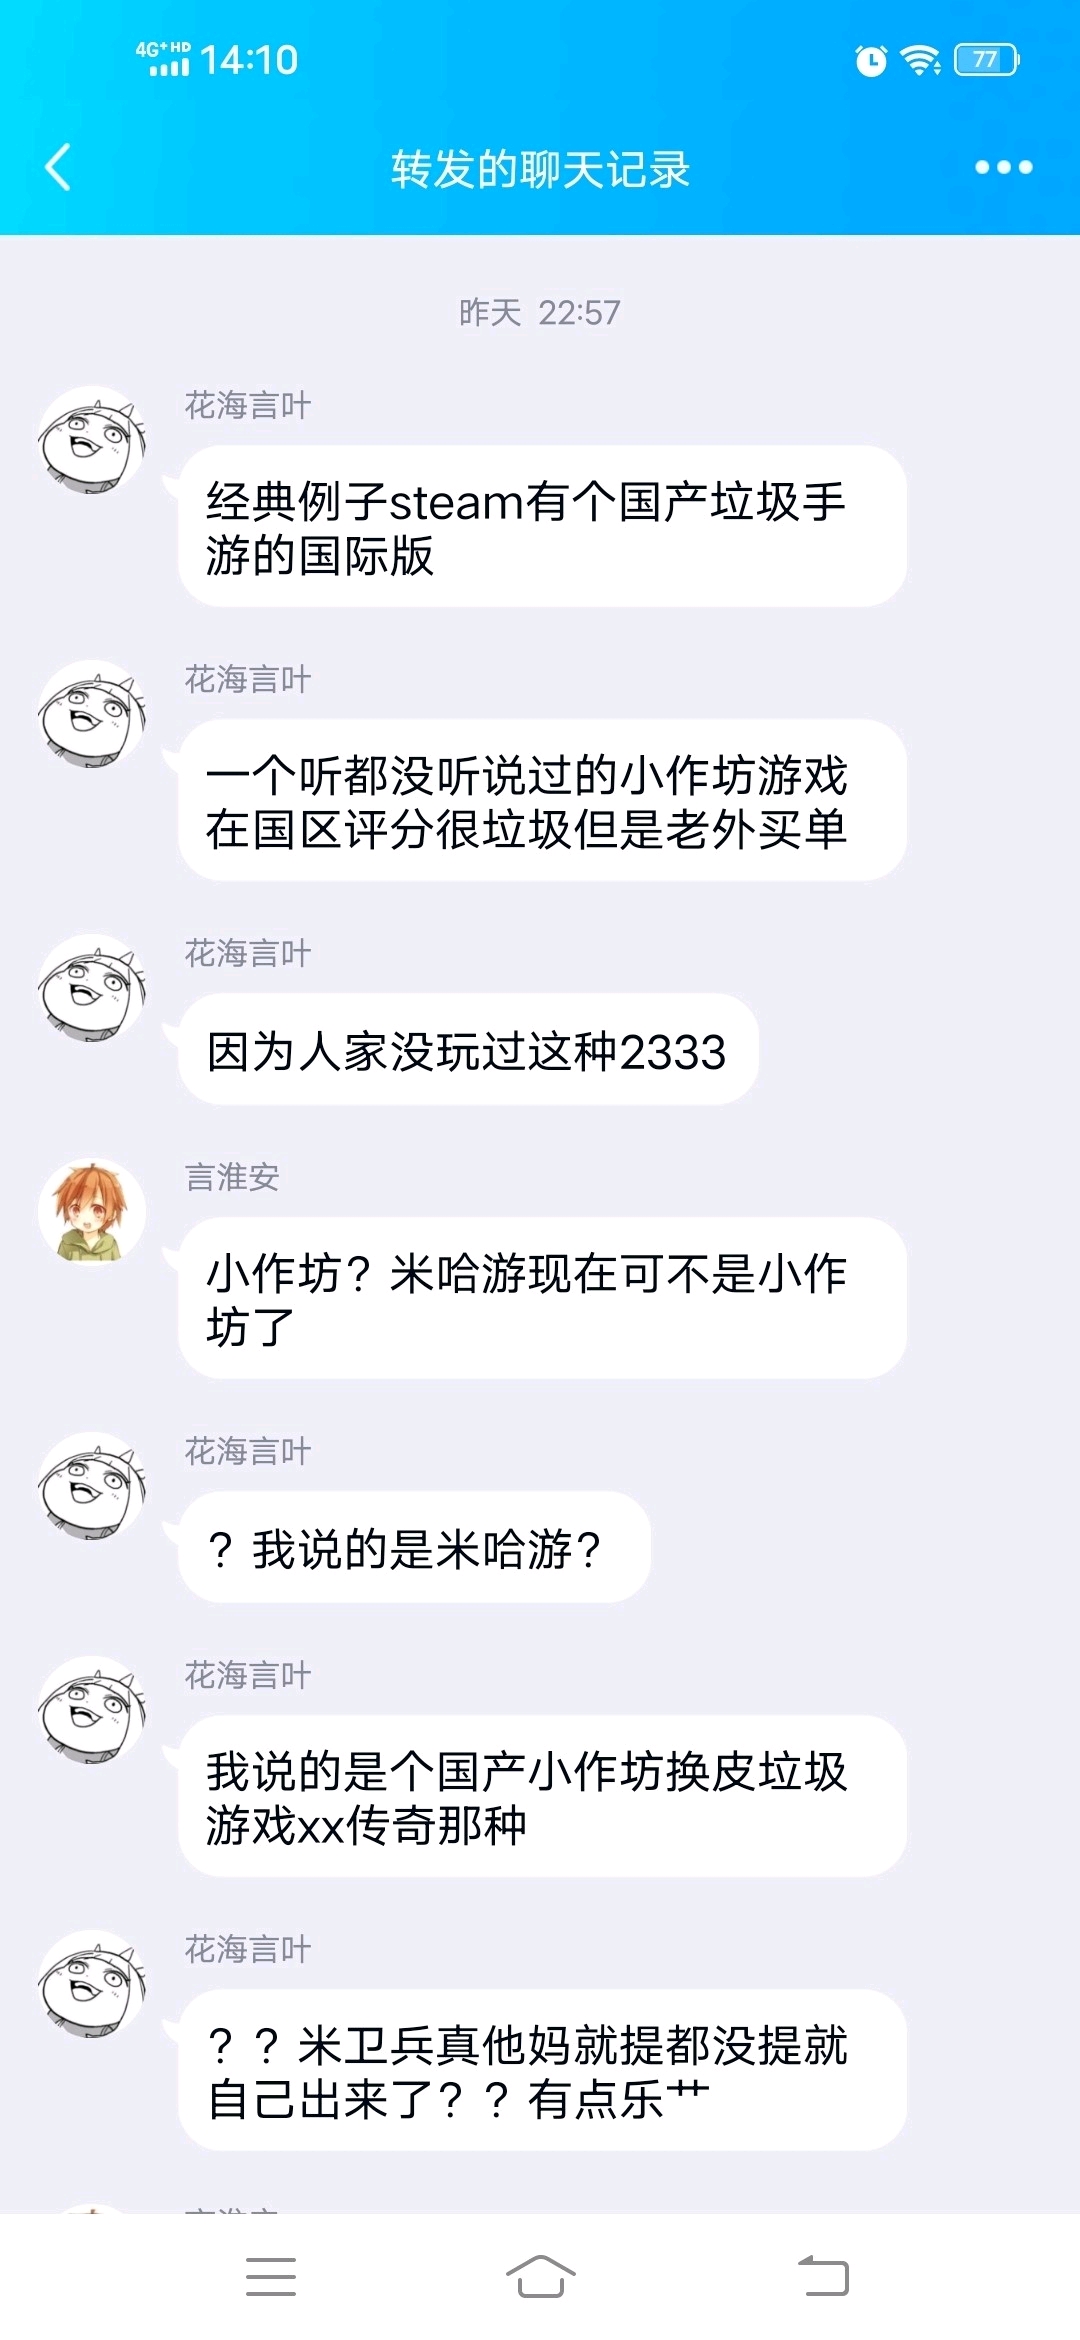 4G+ HD 14:10 77
转发的聊天记录
昨天 22:57
花海言叶
经典例子steam有个国产垃圾手
游的国际版
花海言叶
一个听都没听说过的小作坊游戏
在国区评分很垃圾但是老外买单
花海言叶
因为人家没玩过这种2333
言淮安
小作坊？米哈游现在可不是小作
坊了
花海言叶
？我说的是米哈游？
花海言叶
我说的是个国产小作坊换皮垃圾
游戏xx传奇那种
花海言叶
？？米卫兵真他妈就提都没提就
自己出来了？？有点乐艹